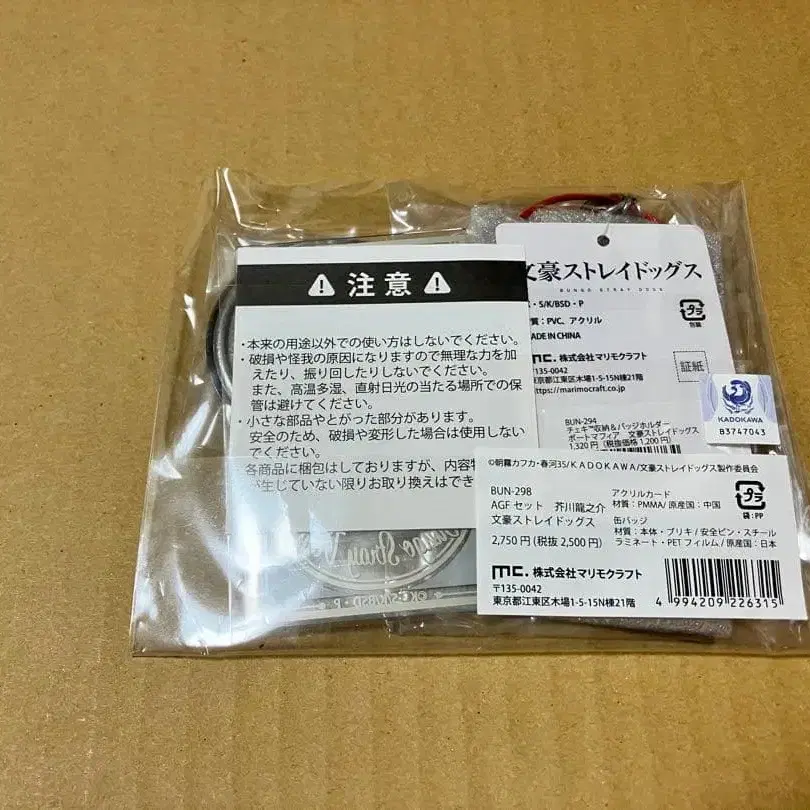 注意
・本来の用途以外での使い方はしないでください。
・破損や怪我の原因になりますので無理な力を加
えたり、振り回したりしないでください。
また、高温多湿、直射日光の当たる場所での保
管は避けてください。
・小さな部品やとがった部分があります。
安全のため、破損や変形した場合は使用しない
でください。
各商品に梱包はしておりますが、内容物
が生じていない限りお取り換えはでき
文豪ストレイドッグス
BUNGO STRAY DOGS
・S/K/BSD・P
質：PVC、アクリル
MADE IN CHINA
プラ
包装
mc. 株式会社マリモクラフト
〒135-0042
東京都江東区木場1-5-15N棟21階
https://marimocraft.co.jp
証紙
KADOKAWA
B3747043
BUN-294
チェキ™収納&バッジホルダー
ポートマフィア 文豪ストレイドッグス
1,320円（税抜価格 1,200円）
©朝霧カフカ・春河35/KADOKAWA/文豪ストレイドッグス製作委員会
BUN-298
AGFセット 芥川龍之介
文豪ストレイドッグス
2,750円（税抜 2,500円）
アクリルカード
材質：PMMA/原産国：中国
缶バッジ
材質：本体・ブリキ/安全ピン・スチール
ラミネート・PETフィルム/原産国：日本
プラ
袋：PP
mc. 株式会社マリモクラフト
〒135-0042
東京都江東区木場1-5-15N棟21階
4 994209 226315
Stray
S/K/BSD・P